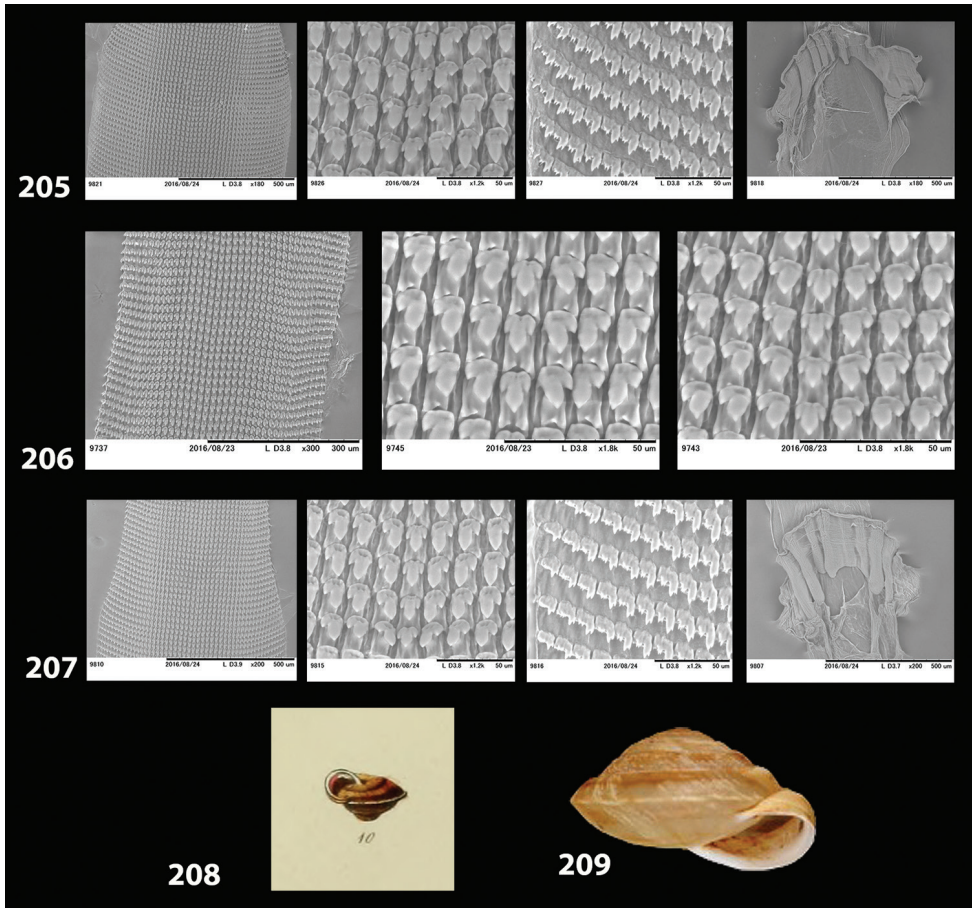 9821 2016/08/24 L D3.8 x180 500 um
9826 2016/08/24 L D3.8 x1.2k 50 um
9827 2016/08/24 L D3.8 x1.2k 50 um
9818 2016/08/24 L D3.8 x180 500 um
205
9737 2016/08/23 L D3.8 x300 300 um
9745 2016/08/23 L D3.8 x1.8k 50 um
9743 2016/08/23 L D3.8 x1.8k 50 um
206
9810 2016/08/24 L D3.9 x200 500 um
9815 2016/08/24 L D3.8 x1.2k 50 um
9816 2016/08/24 L D3.8 x1.2k 50 um
9807 2016/08/24 L D3.7 x200 500 um
207
10
208
209